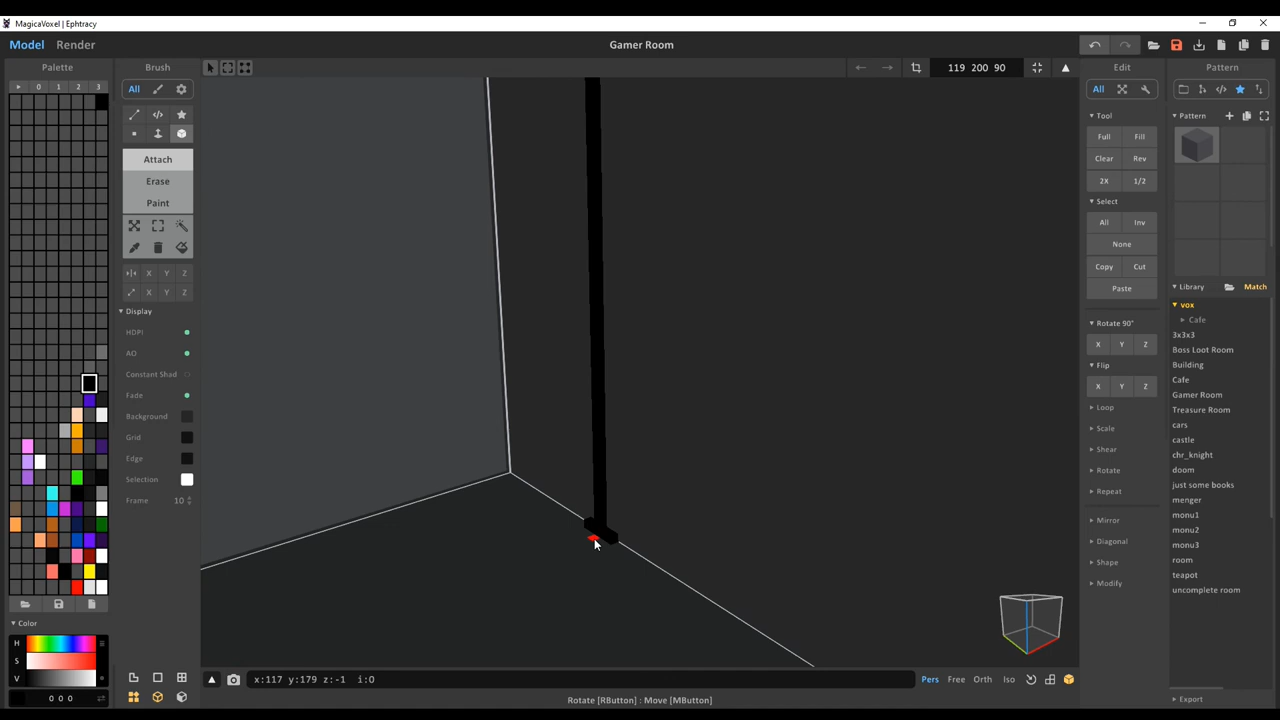 MagicaVoxel | Ephtracy
Model Render
Gamer Room
Palette
Brush
119 200 90
Edit
Pattern
0 1 2 3
All
All
Tool
Pattern
Full Fill
Clear Rev
2X 1/2
Attach
Erase
Paint
Select
All Inv
None
Copy Cut
Paste
X Y Z
X Y Z
Library Match
vox
Cafe
3x3x3
Boss Loot Room
Building
Cafe
Gamer Room
Treasure Room
cars
castle
chr_knight
doom
just some books
menger
monu1
monu2
monu3
room
teapot
uncomplete room
Display
HDPI
AO
Constant Shad
Fade
Background
Grid
Edge
Selection
Frame 10
Rotate 90°
X Y Z
Flip
X Y Z
Loop
Scale
Shear
Rotate
Repeat
Mirror
Diagonal
Shape
Modify
Color
H
S
V
0 0 0
x:117 y:179 z:-1 i:0
Pers Free Orth Iso
Rotate [RButton] : Move [MButton]
Export